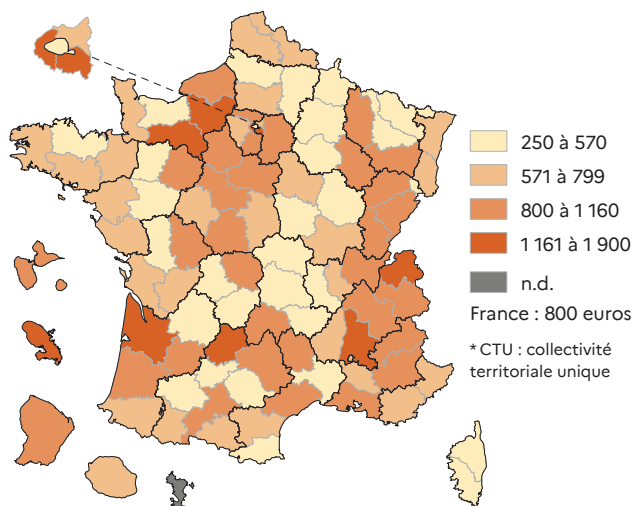 250 à 570
571 à 799
800 à 1 160
1 161 à 1 900
n.d.
France : 800 euros
* CTU : collectivité
territoriale unique